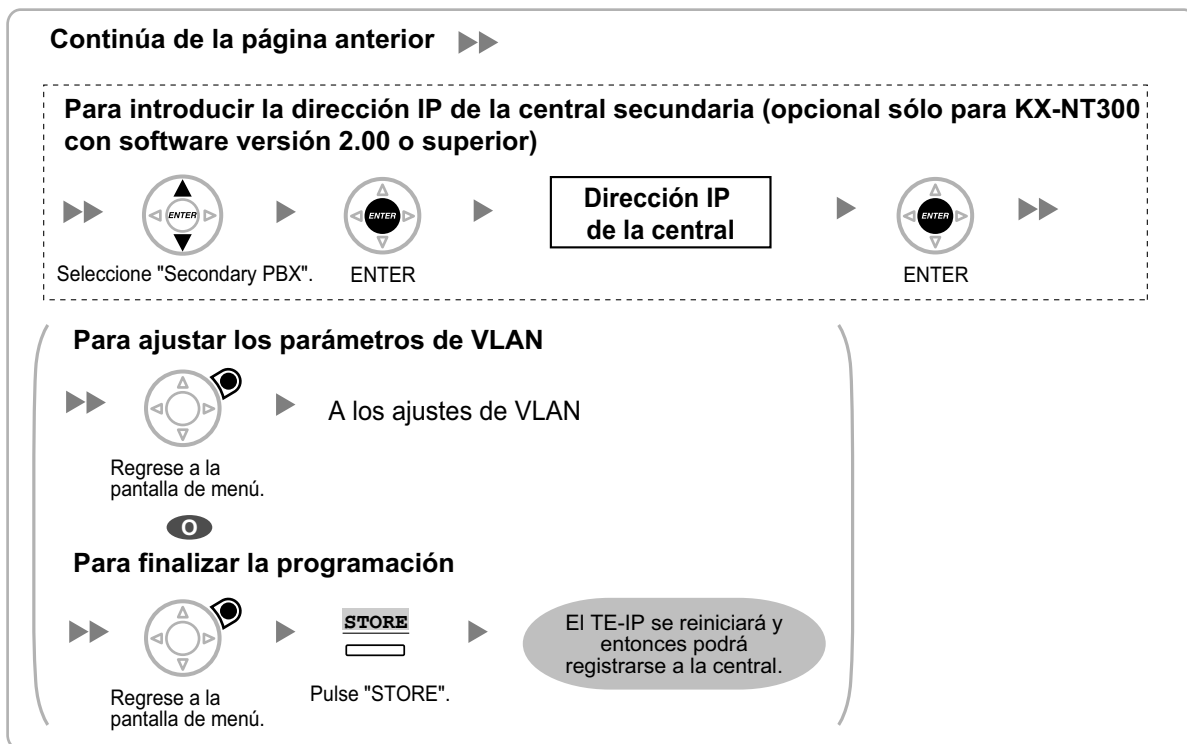 Continúa de la página anterior
Para introducir la dirección IP de la central secundaria (opcional sólo para KX-NT300
con software versión 2.00 o superior)
ENTER
ENTER
Dirección IP
de la central
ENTER
Seleccione "Secondary PBX".
ENTER
ENTER
Para ajustar los parámetros de VLAN
A los ajustes de VLAN
Regrese a la
pantalla de menú.
O
Para finalizar la programación
STORE
El TE-IP se reiniciará y
entonces podrá
registrarse a la central.
Regrese a la
pantalla de menú.
Pulse "STORE".